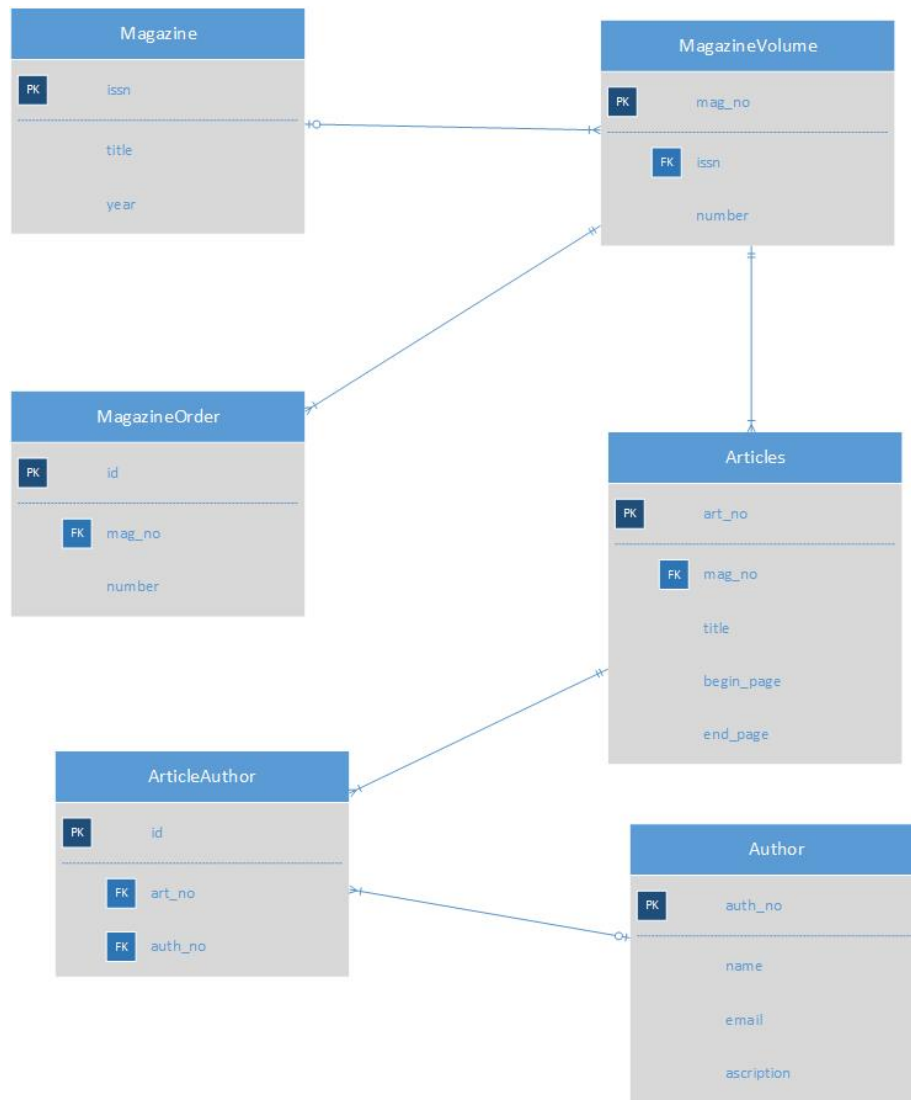 Magazine
PK issn
title
year
MagazineVolume
PK mag_no
FK issn
number
MagazineOrder
PK id
FK mag_no
number
Articles
PK art_no
FK mag_no
title
begin_page
end_page
ArticleAuthor
PK id
FK art_no
FK auth_no
Author
PK auth_no
name
email
ascription